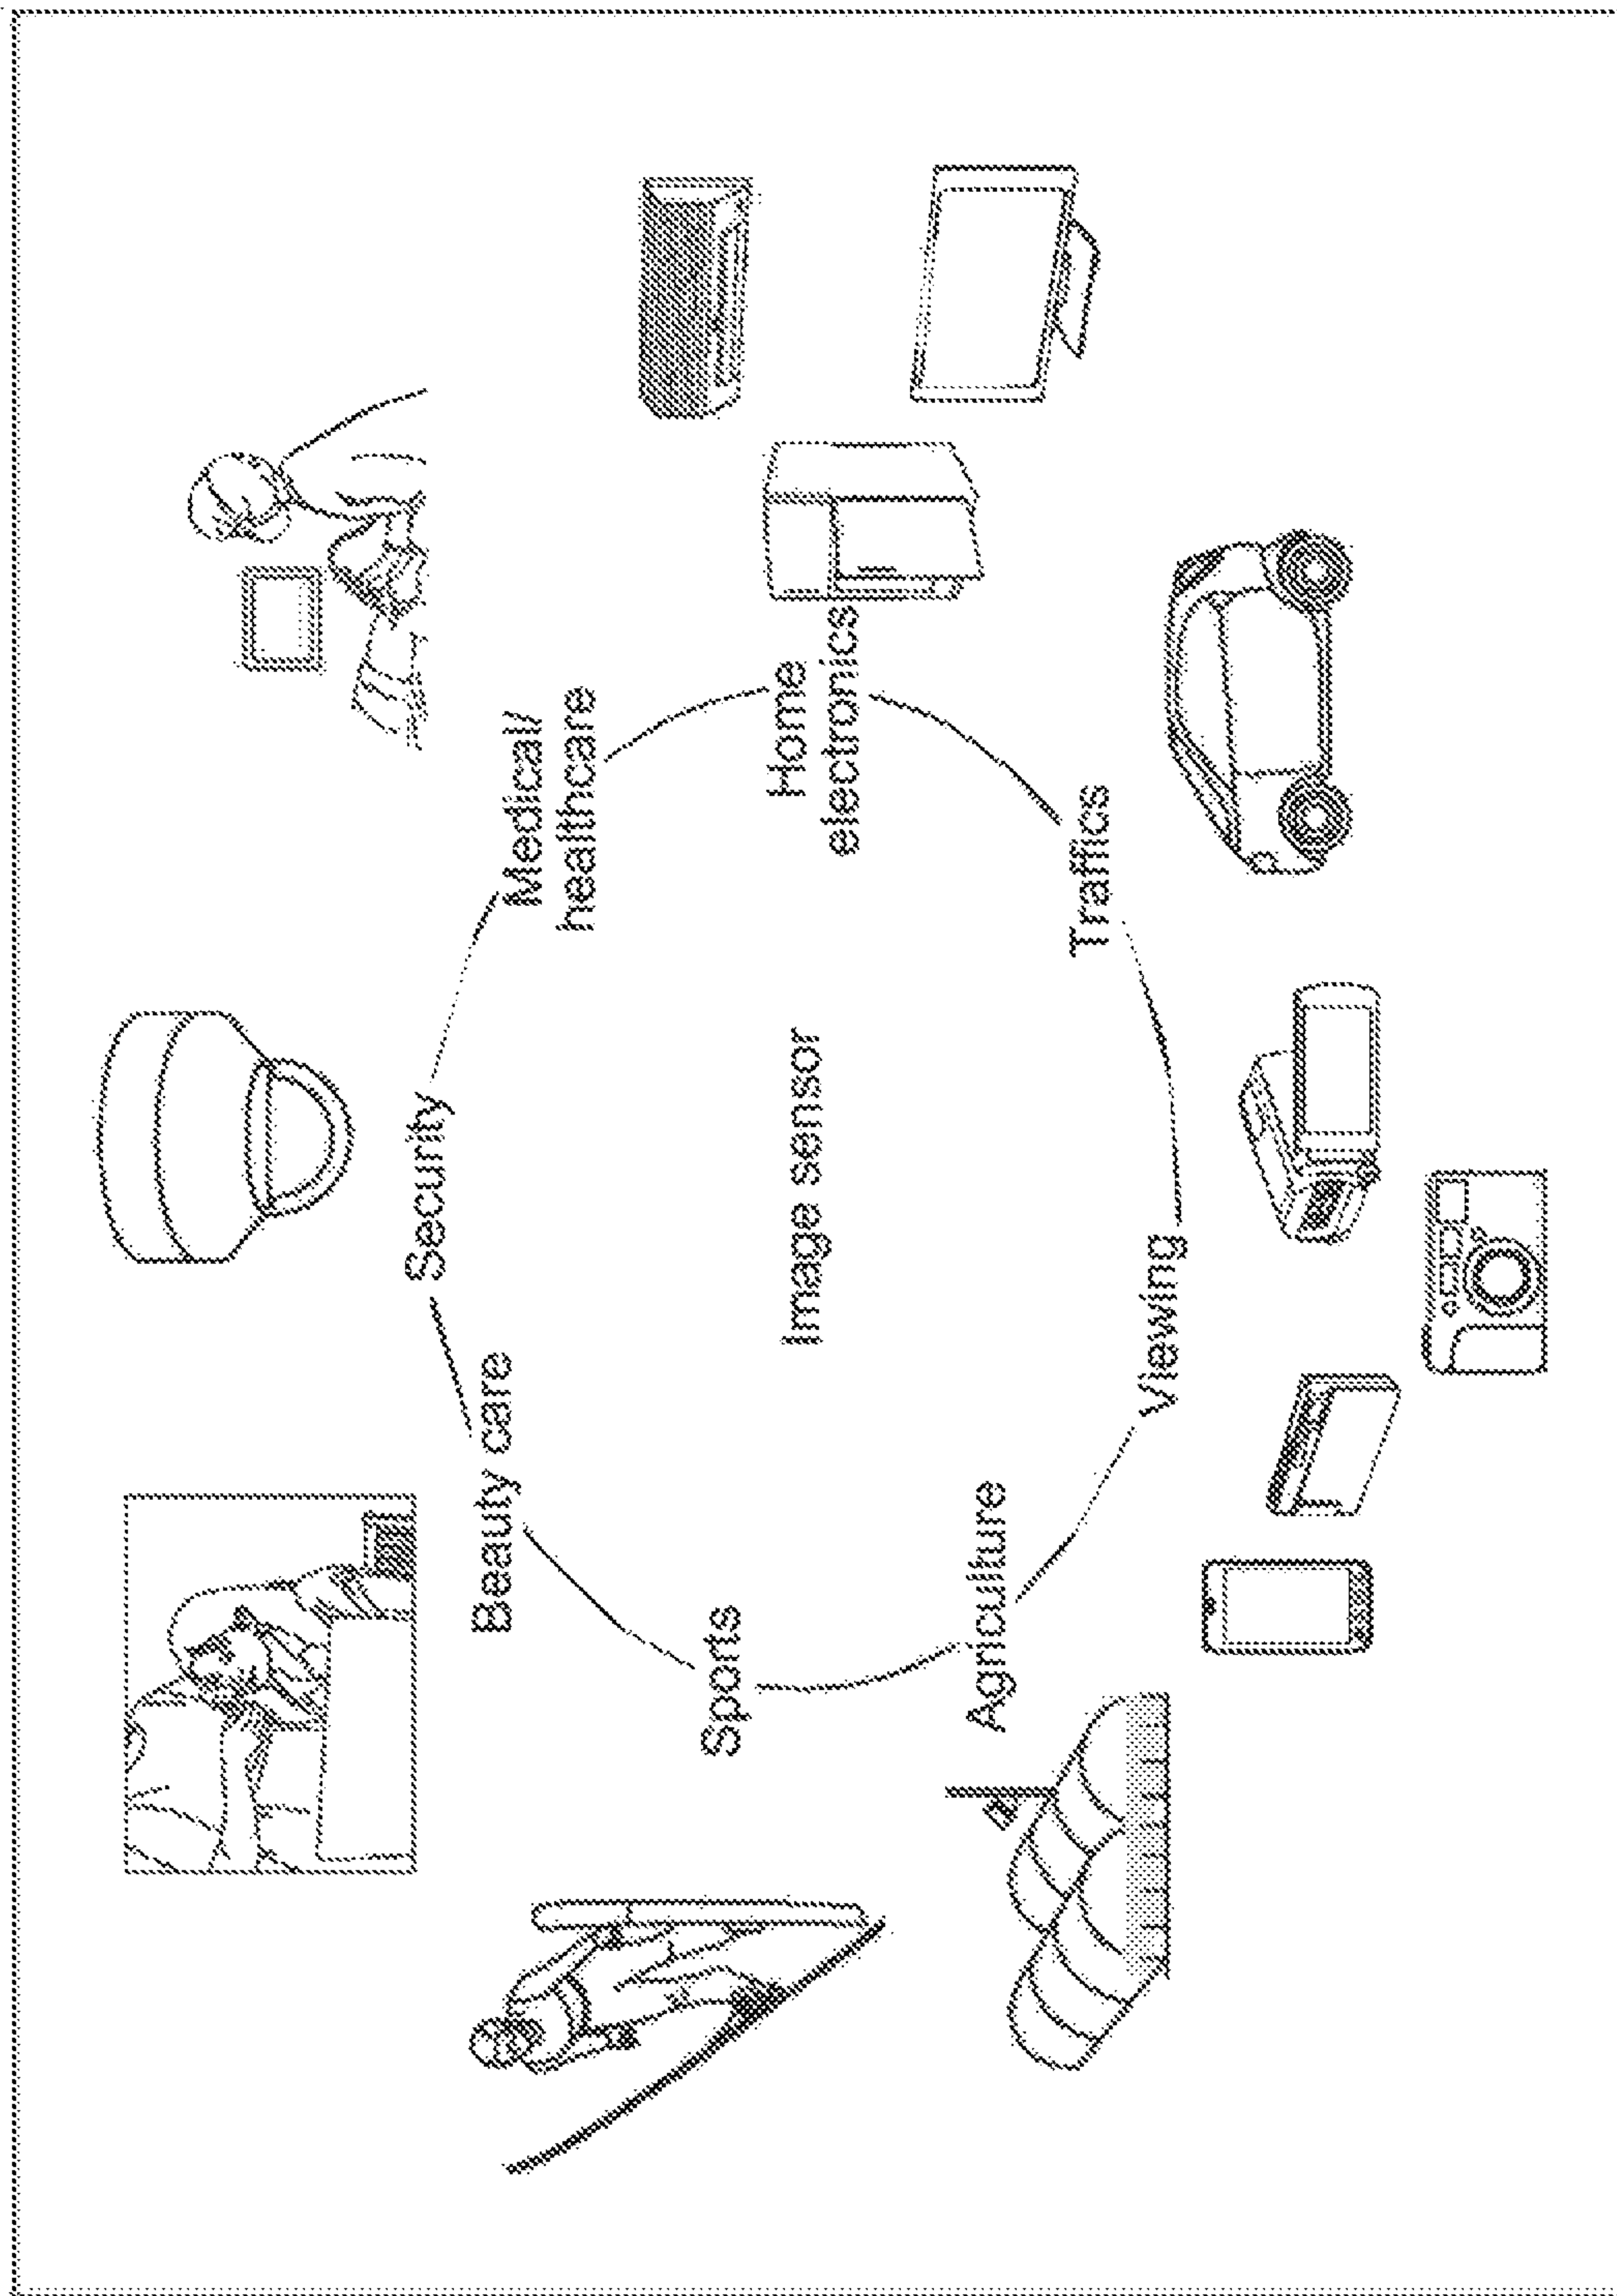 Security
Beauty care
Medical/
healthcare
Sports
Image sensor
Home
electronics
Agriculture
Traffics
Viewing